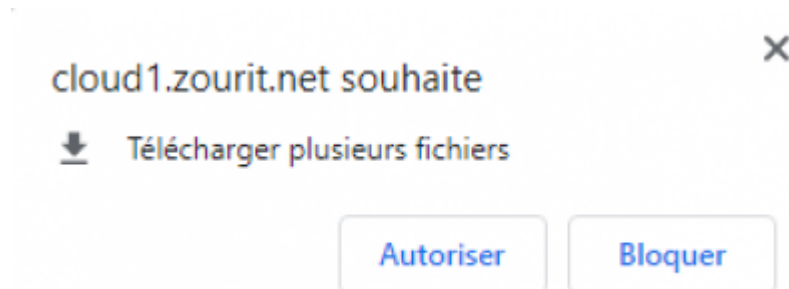 cloud1.zourit.net souhaite
Télécharger plusieurs fichiers
Autoriser Bloquer